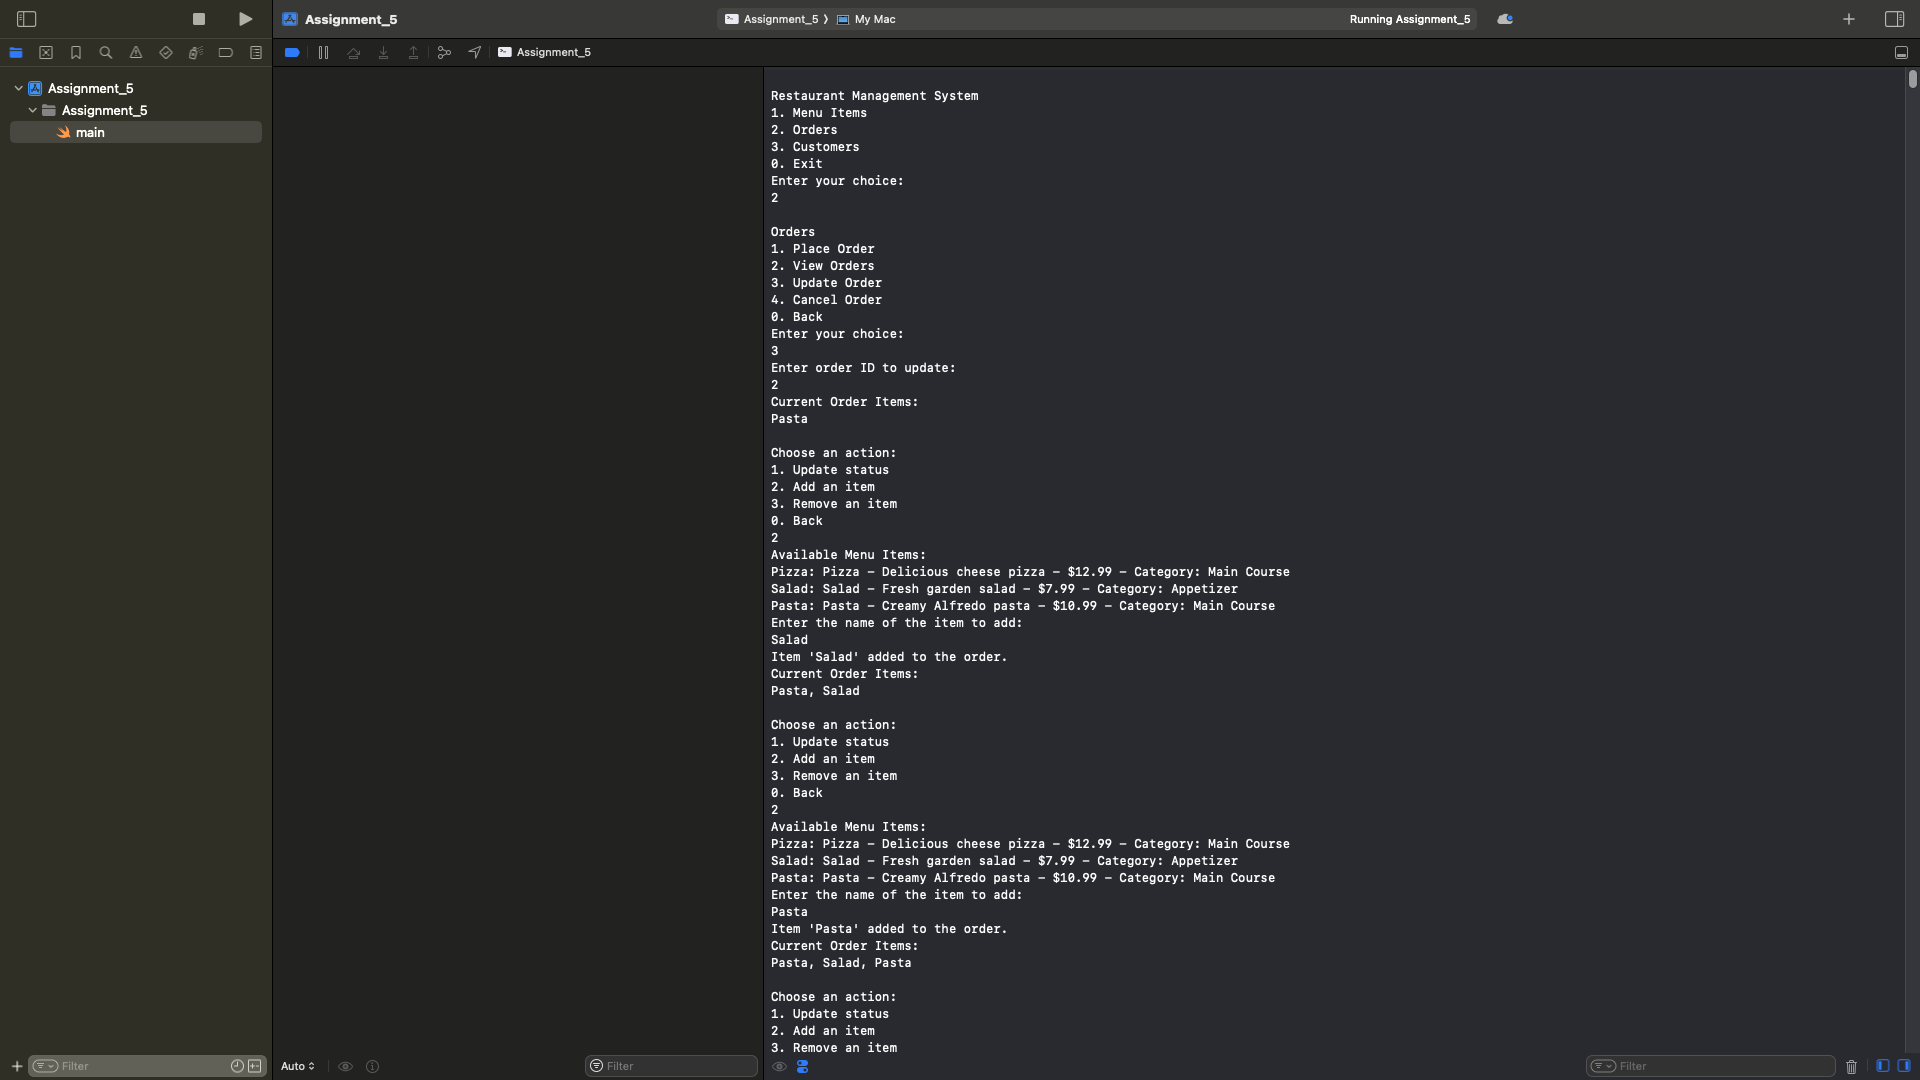 Assignment_5
Assignment_5 › My Mac
Running Assignment_5
Assignment_5
Assignment_5
Assignment_5
main
Restaurant Management System
1. Menu Items
2. Orders
3. Customers
0. Exit
Enter your choice:
2
Orders
1. Place Order
2. View Orders
3. Update Order
4. Cancel Order
0. Back
Enter your choice:
3
Enter order ID to update:
2
Current Order Items:
Pasta
Choose an action:
1. Update status
2. Add an item
3. Remove an item
0. Back
2
Available Menu Items:
Pizza: Pizza - Delicious cheese pizza - $12.99 - Category: Main Course
Salad: Salad - Fresh garden salad - $7.99 - Category: Appetizer
Pasta: Pasta - Creamy Alfredo pasta - $10.99 - Category: Main Course
Enter the name of the item to add:
Salad
Item 'Salad' added to the order.
Current Order Items:
Pasta, Salad
Choose an action:
1. Update status
2. Add an item
3. Remove an item
0. Back
2
Available Menu Items:
Pizza: Pizza - Delicious cheese pizza - $12.99 - Category: Main Course
Salad: Salad - Fresh garden salad - $7.99 - Category: Appetizer
Pasta: Pasta - Creamy Alfredo pasta - $10.99 - Category: Main Course
Enter the name of the item to add:
Pasta
Item 'Pasta' added to the order.
Current Order Items:
Pasta, Salad, Pasta
Choose an action:
1. Update status
2. Add an item
3. Remove an item
Filter
Auto
Filter
Filter